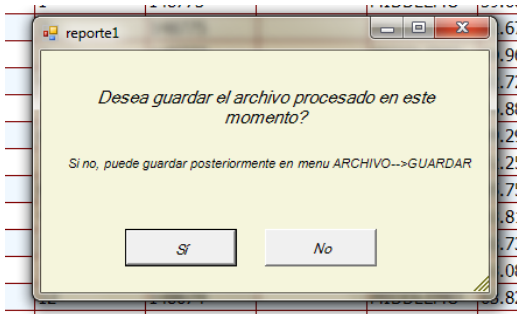 reporte1
Desea guardar el archivo procesado en este
momento?
Si no, puede guardar posteriormente en menu ARCHIVO-->GUARDAR
Sí
No